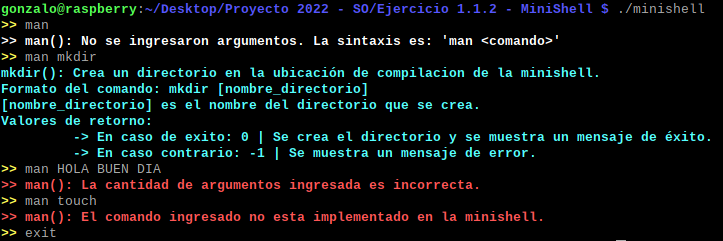 gonzalo@raspberry:~/Desktop/Proyecto 2022 - SO/Ejercicio 1.1.2 - MiniShell $ ./minishell
>> man
>> man(): No se ingresaron argumentos. La sintaxis es: 'man <comando>'
>> man mkdir
mkdir(): Crea un directorio en la ubicación de compilacion de la minishell.
Formato del comando: mkdir [nombre_directorio]
[nombre_directorio] es el nombre del directorio que se crea.
Valores de retorno:
-> En caso de exito: 0 | Se crea el directorio y se muestra un mensaje de éxito.
-> En caso contrario: -1 | Se muestra un mensaje de error.
>> man HOLA BUEN DIA
>> man(): La cantidad de argumentos ingresada es incorrecta.
>> man touch
>> man(): El comando ingresado no esta implementado en la minishell.
>> exit